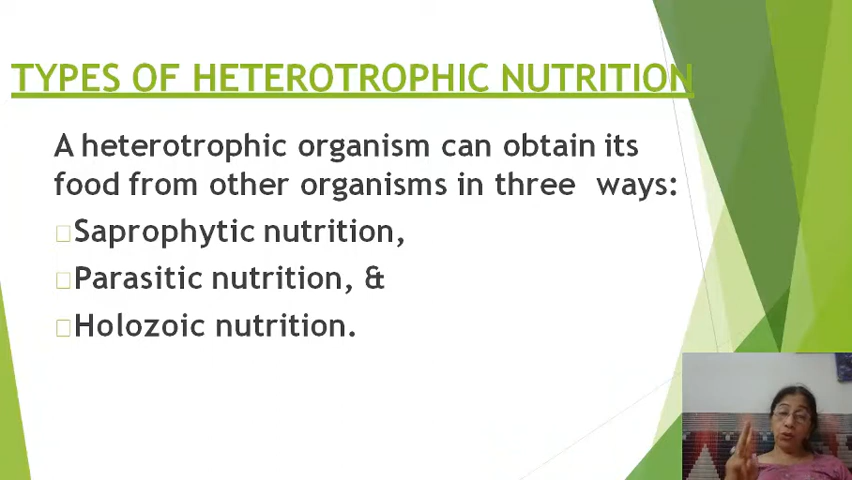 TYPES OF HETEROTROPHIC NUTRITION
A heterotrophic organism can obtain its
food from other organisms in three ways:
Saprophytic nutrition,
Parasitic nutrition, &
Holozoic nutrition.